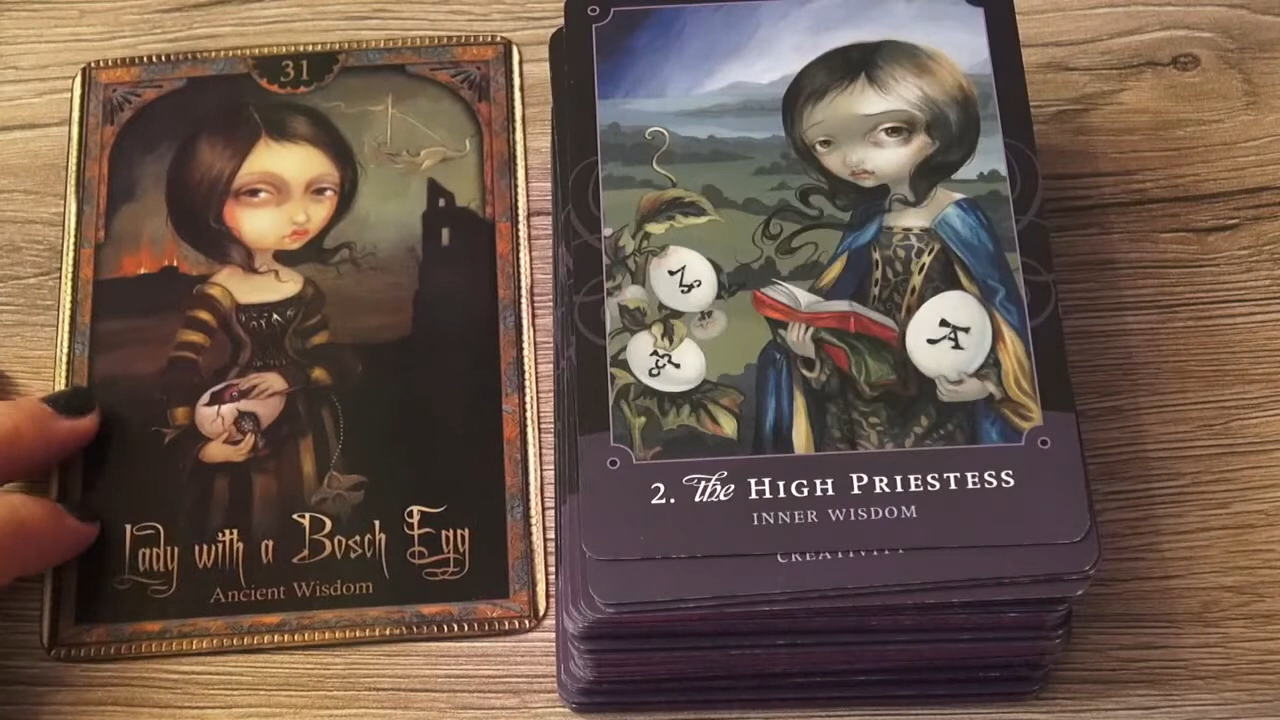 31
Lady with a Bosch Egg
Ancient Wisdom
A
2. the HIGH PRIESTESS
INNER WISDOM
CREATIVITY